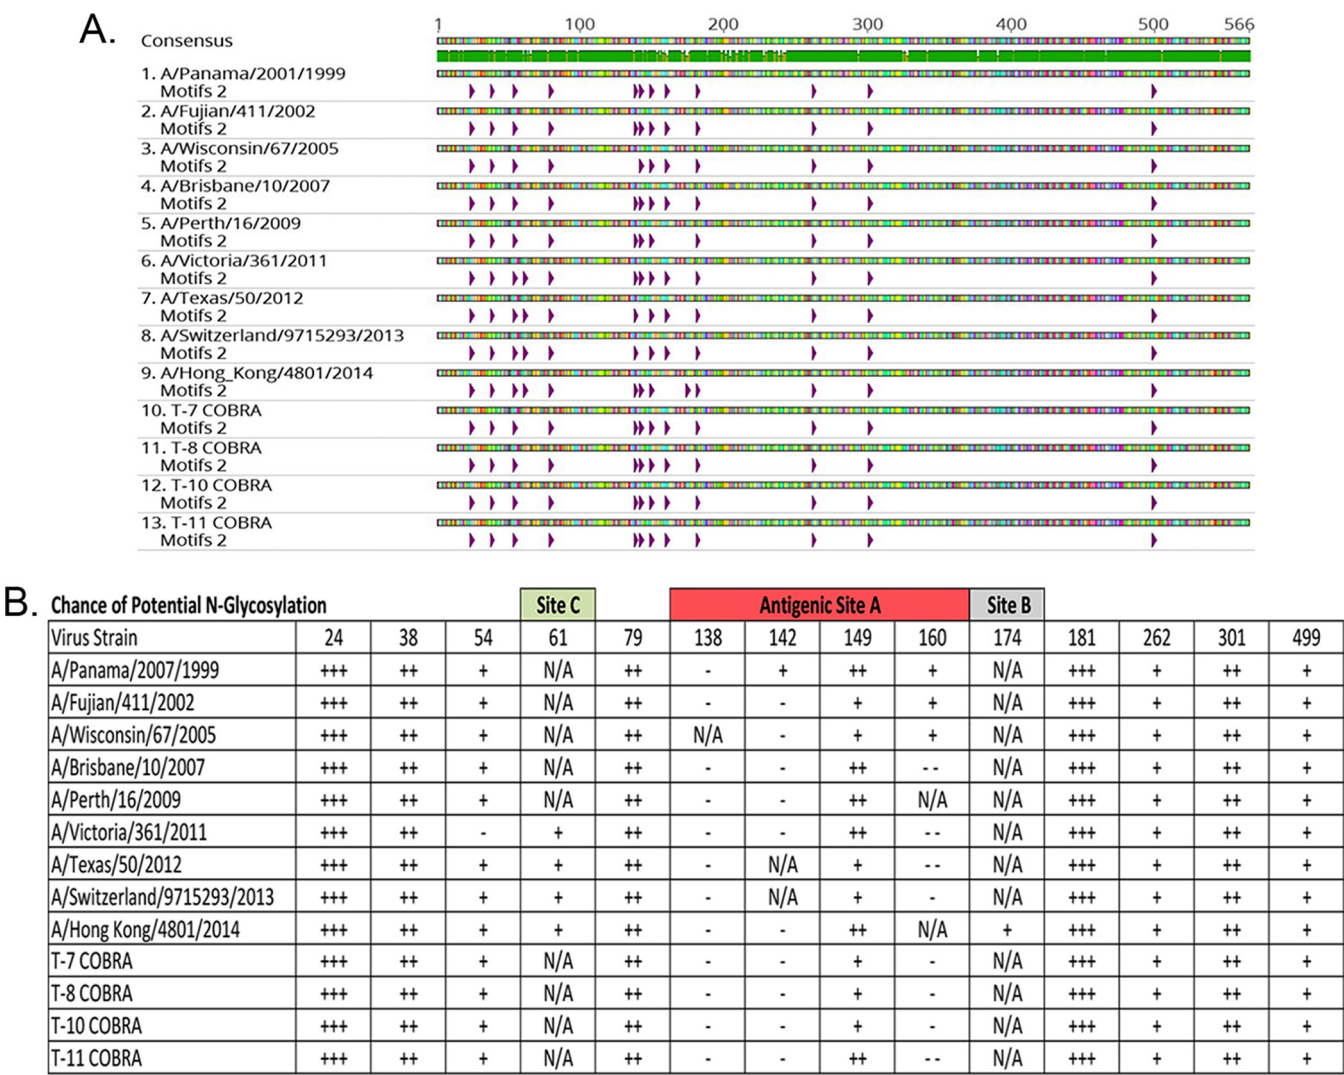 A.
1 100 200 300 400 500 566
Consensus
1. A/Panama/2001/1999
Motifs 2
2. A/Fujian/411/2002
Motifs 2
3. A/Wisconsin/67/2005
Motifs 2
4. A/Brisbane/10/2007
Motifs 2
5. A/Perth/16/2009
Motifs 2
6. A/Victoria/361/2011
Motifs 2
7. A/Texas/50/2012
Motifs 2
8. A/Switzerland/9715293/2013
Motifs 2
9. A/Hong_Kong/4801/2014
Motifs 2
10. T-7 COBRA
Motifs 2
11. T-8 COBRA
Motifs 2
12. T-10 COBRA
Motifs 2
13. T-11 COBRA
Motifs 2
B. Chance of Potential N-Glycosylation Site C Antigenic Site A Site B
Virus Strain 24 38 54 61 79 138 142 149 160 174 181 262 301 499
A/Panama/2007/1999 +++ ++ + N/A ++ - + ++ + N/A +++ + ++ +
A/Fujian/411/2002 +++ ++ + N/A ++ - - + + N/A +++ + ++ +
A/Wisconsin/67/2005 +++ ++ + N/A ++ N/A - + + N/A +++ + ++ +
A/Brisbane/10/2007 +++ ++ + N/A ++ - - ++ -- N/A +++ + ++ +
A/Perth/16/2009 +++ ++ + N/A ++ - - ++ N/A N/A +++ + ++ +
A/Victoria/361/2011 +++ ++ - + ++ - - ++ -- N/A +++ + ++ +
A/Texas/50/2012 +++ ++ + + ++ - N/A + -- N/A +++ + ++ +
A/Switzerland/9715293/2013 +++ ++ + + ++ - N/A + - N/A +++ + ++ +
A/Hong Kong/4801/2014 +++ ++ + + ++ - - ++ N/A + +++ + ++ +
T-7 COBRA +++ ++ + N/A ++ - - + - N/A +++ + ++ +
T-8 COBRA +++ ++ + N/A ++ - - + - N/A +++ + ++ +
T-10 COBRA +++ ++ + N/A ++ - - + - N/A +++ + ++ +
T-11 COBRA +++ ++ + N/A ++ - - ++ -- N/A +++ + ++ +